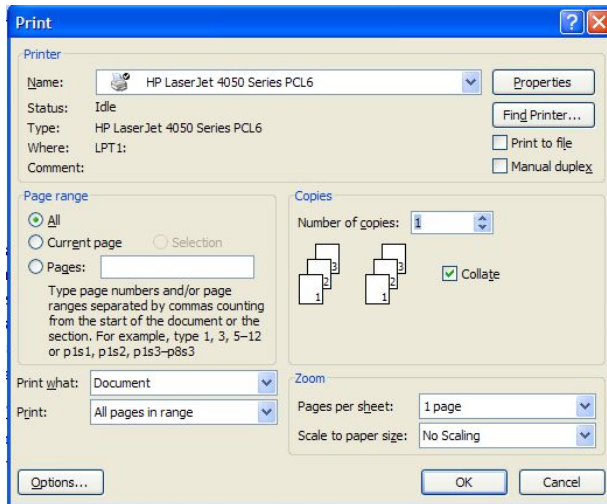 Print
Printer
Name: HP LaserJet 4050 Series PCL6 Properties
Status: Idle Find Printer...
Type: HP LaserJet 4050 Series PCL6
Where: LPT1: Print to file
Comment: Manual duplex
Page range
All
Current page Selection
Pages:
Type page numbers and/or page
ranges separated by commas counting
from the start of the document or the
section. For example, type 1, 3, 5–12
or p1s1, p1s2, p1s3–p8s3
Copies
Number of copies: 1
3 3
2 2
1 1
Collate
Print what: Document
Print: All pages in range
Zoom
Pages per sheet: 1 page
Scale to paper size: No Scaling
Options... OK Cancel